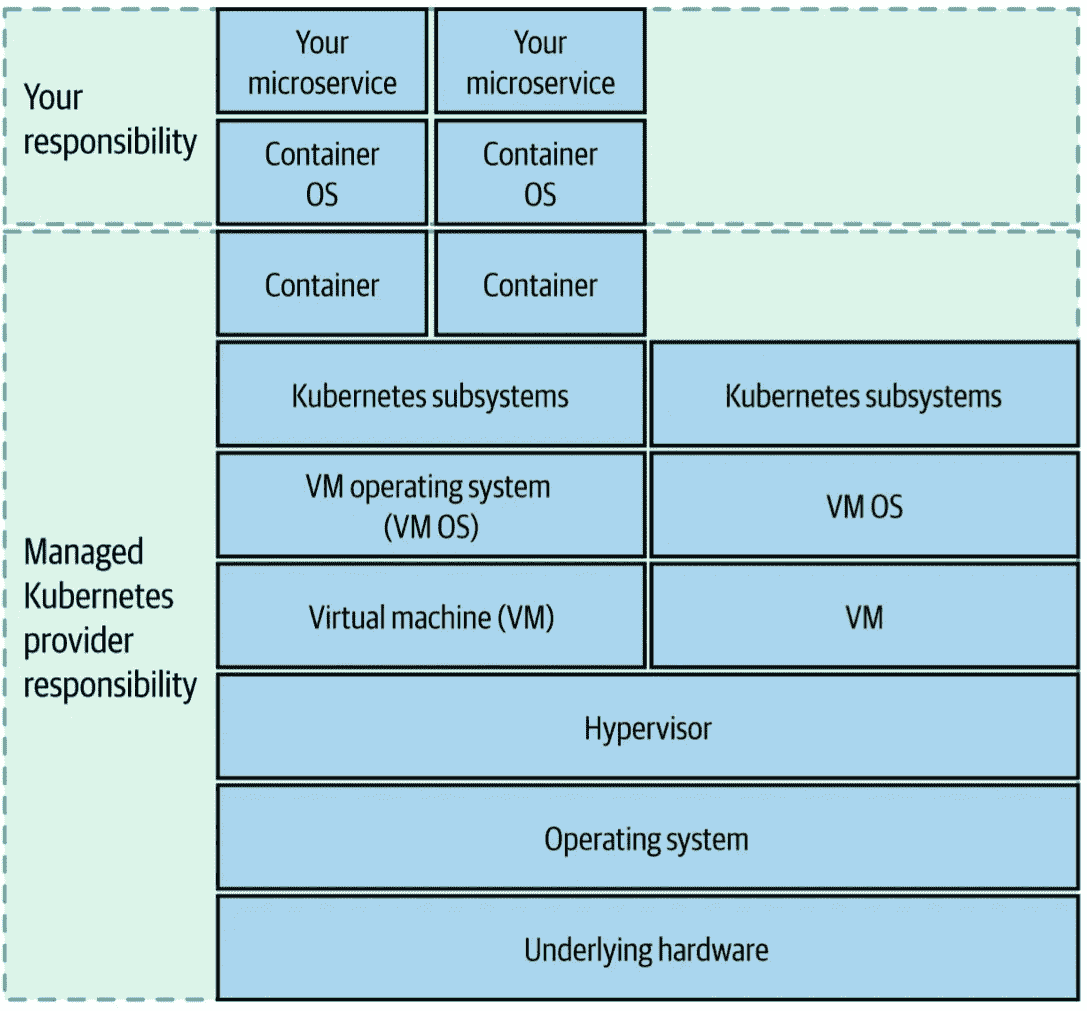 Your
responsibility
Your
microservice
Your
microservice
Container
OS
Container
OS
Managed
Kubernetes
provider
responsibility
Container
Container
Kubernetes subsystems
Kubernetes subsystems
VM operating system
(VM OS)
VM OS
Virtual machine (VM)
VM
Hypervisor
Operating system
Underlying hardware